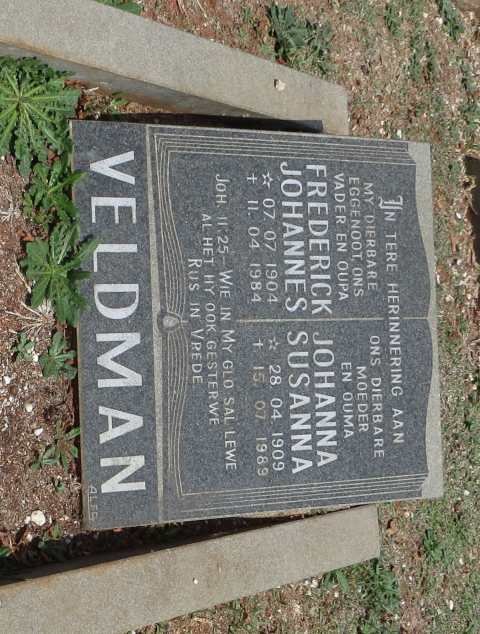 IN TERE HERINNERING AAN
MY DIERBARE
EGGENOOT, ONS
VADER EN OUPA
FREDERICK
JOHANNES
☆ 07. 07. 1904
† 11. 04. 1984
ONS DIERBARE
MOEDER
EN OUMA
JOHANNA
SUSANNA
☆ 28. 04. 1909
† 15. 07. 1989
JOH. 11:25. WIE IN MY GLO SAL LEWE
AL HET HY OOK GESTERWE
RUS IN VREDE
VELDMAN